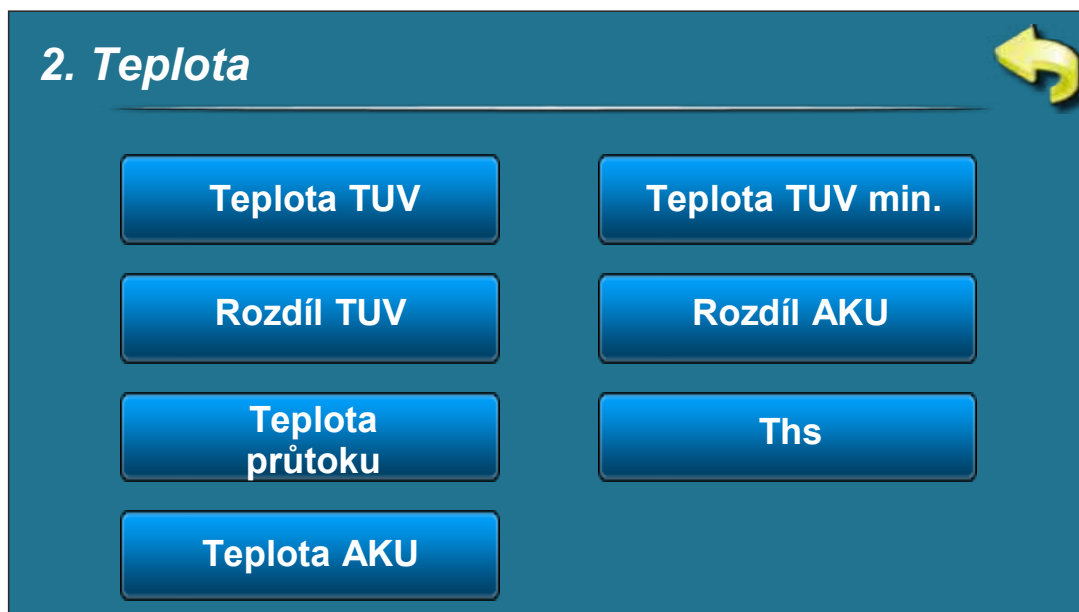 2. Teplota
Teplota TUV
Teplota TUV min.
Rozdíl TUV
Rozdíl AKU
Teplota
průtoku
Ths
Teplota AKU